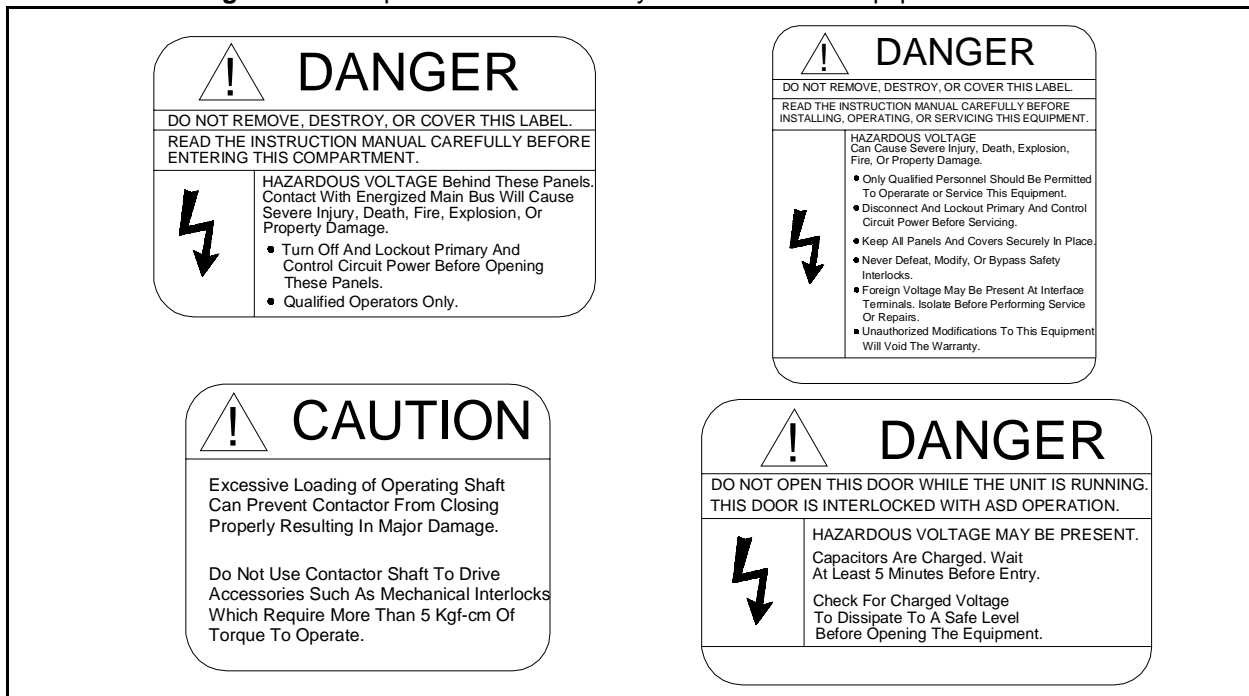 DANGER
DO NOT REMOVE, DESTROY, OR COVER THIS LABEL.
READ THE INSTRUCTION MANUAL CAREFULLY BEFORE
ENTERING THIS COMPARTMENT.
HAZARDOUS VOLTAGE Behind These Panels.
Contact With Energized Main Bus Will Cause
Severe Injury, Death, Fire, Explosion, Or
Property Damage.
• Turn Off And Lockout Primary And
Control Circuit Power Before Opening
These Panels.
• Qualified Operators Only.
DANGER
DO NOT REMOVE, DESTROY, OR COVER THIS LABEL.
READ THE INSTRUCTION MANUAL CAREFULLY BEFORE
INSTALLING, OPERATING, OR SERVICING THIS EQUIPMENT.
HAZARDOUS VOLTAGE
Can Cause Severe Injury, Death, Explosion,
Fire, Or Property Damage.
• Only Qualified Personnel Should Be Permitted
To Operarate or Service This Equipment.
• Disconnect And Lockout Primary And Control
Circuit Power Before Servicing.
• Keep All Panels And Covers Securely In Place.
• Never Defeat, Modify, Or Bypass Safety
Interlocks.
• Foreign Voltage May Be Present At Interface
Terminals. Isolate Before Performing Service
Or Repairs.
• Unauthorized Modifications To This Equipment
Will Void The Warranty.
CAUTION
Excessive Loading of Operating Shaft
Can Prevent Contactor From Closing
Properly Resulting In Major Damage.
Do Not Use Contactor Shaft To Drive
Accessories Such As Mechanical Interlocks
Which Require More Than 5 Kgf-cm Of
Torque To Operate.
DANGER
DO NOT OPEN THIS DOOR WHILE THE UNIT IS RUNNING.
THIS DOOR IS INTERLOCKED WITH ASD OPERATION.
HAZARDOUS VOLTAGE MAY BE PRESENT.
Capacitors Are Charged. Wait
At Least 5 Minutes Before Entry.
Check For Charged Voltage
To Dissipate To A Safe Level
Before Opening The Equipment.